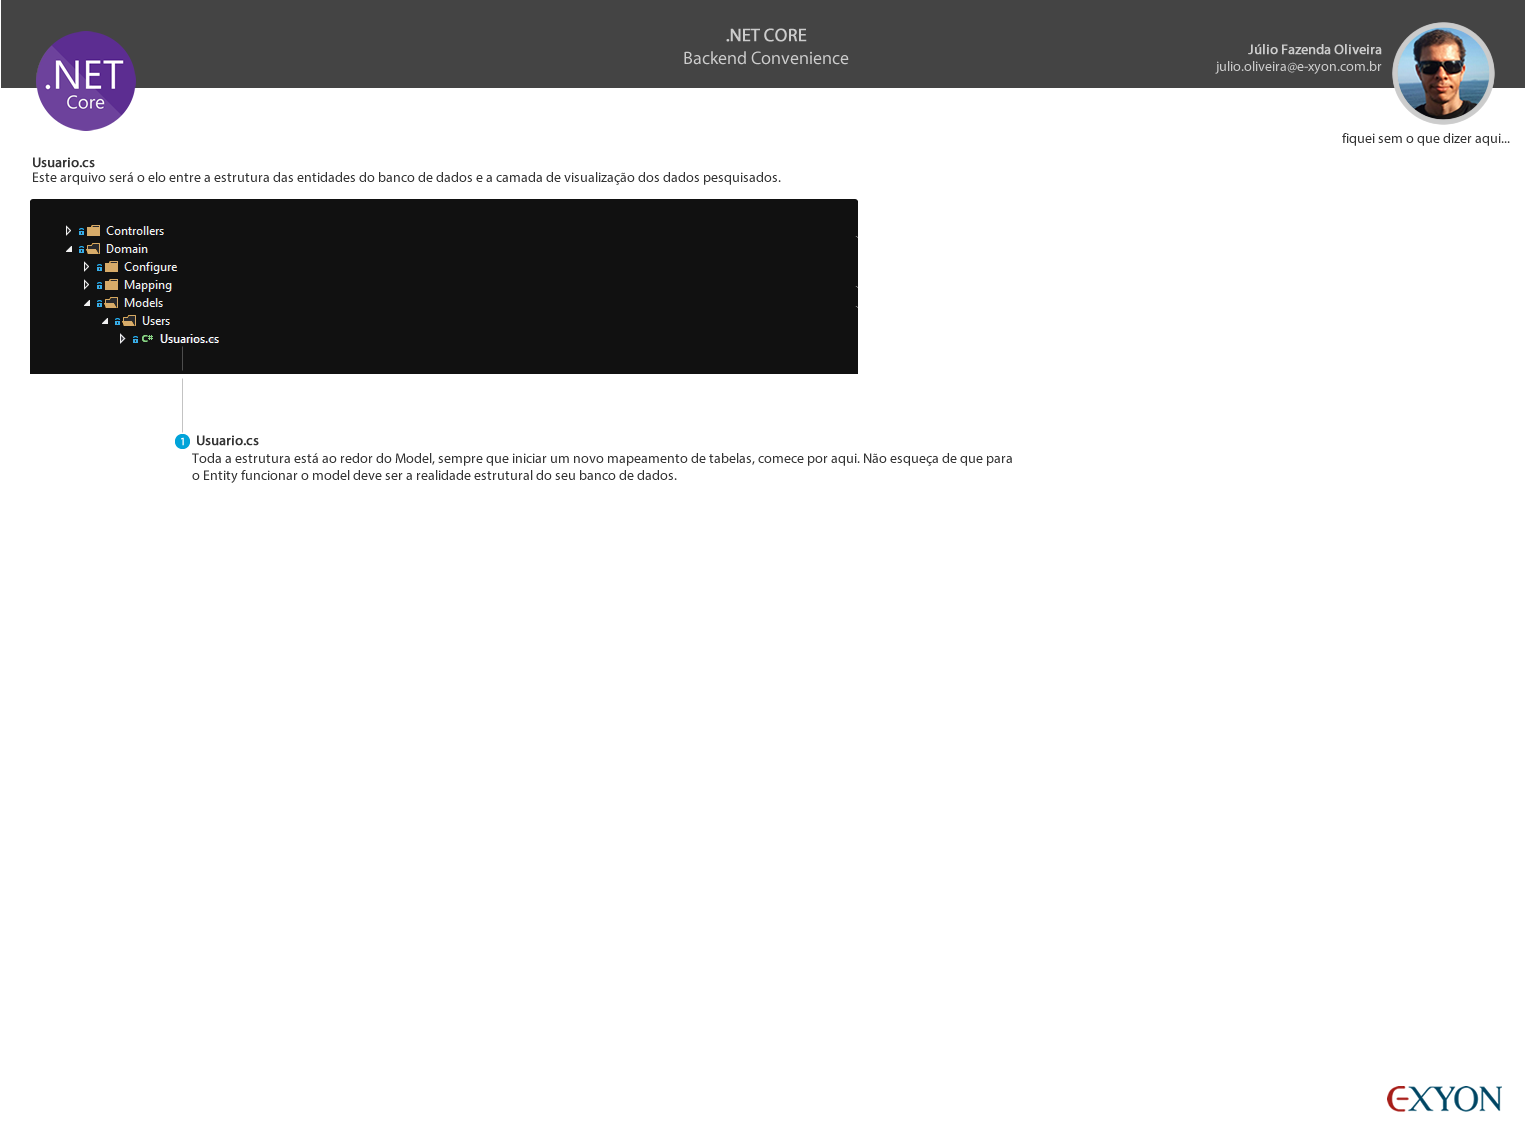 .NET CORE
Backend Convenience
Júlio Fazenda Oliveira
julio.oliveira@e-xyon.com.br
.NET
Core
fiquei sem o que dizer aqui...
Usuario.cs
Este arquivo será o elo entre a estrutura das entidades do banco de dados e a camada de visualização dos dados pesquisados.
Controllers
Domain
Configure
Mapping
Models
Users
C# Usuarios.cs
1 Usuario.cs
Toda a estrutura está ao redor do Model, sempre que iniciar um novo mapeamento de tabelas, comece por aqui. Não esqueça de que para
o Entity funcionar o model deve ser a realidade estrutural do seu banco de dados.
E-XYON